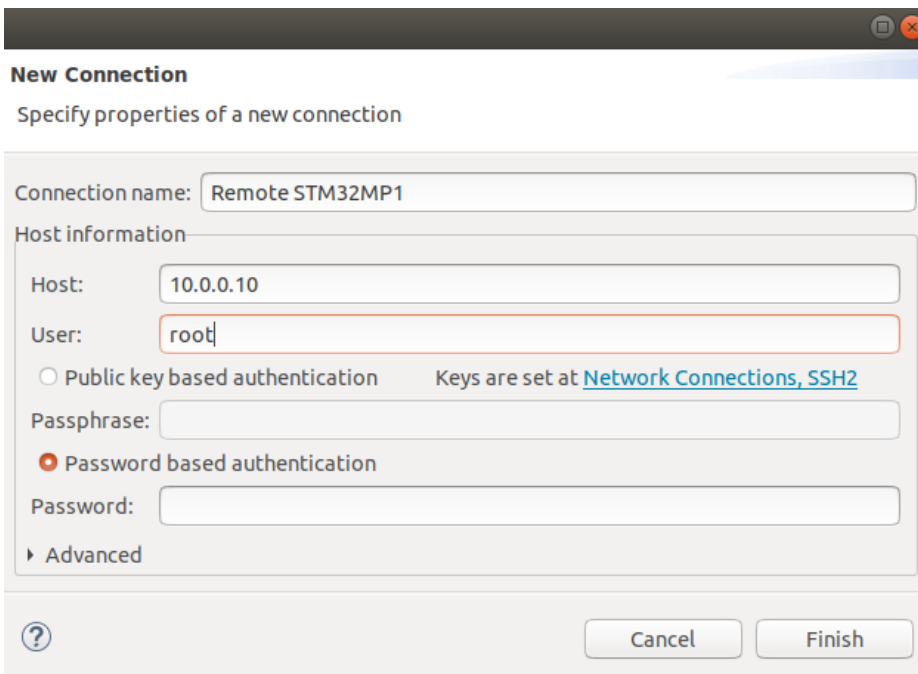 New Connection
Specify properties of a new connection
Connection name: Remote STM32MP1
Host information
Host: 10.0.0.10
User: root
Public key based authentication Keys are set at Network Connections, SSH2
Passphrase:
Password based authentication
Password:
Advanced
? Cancel Finish